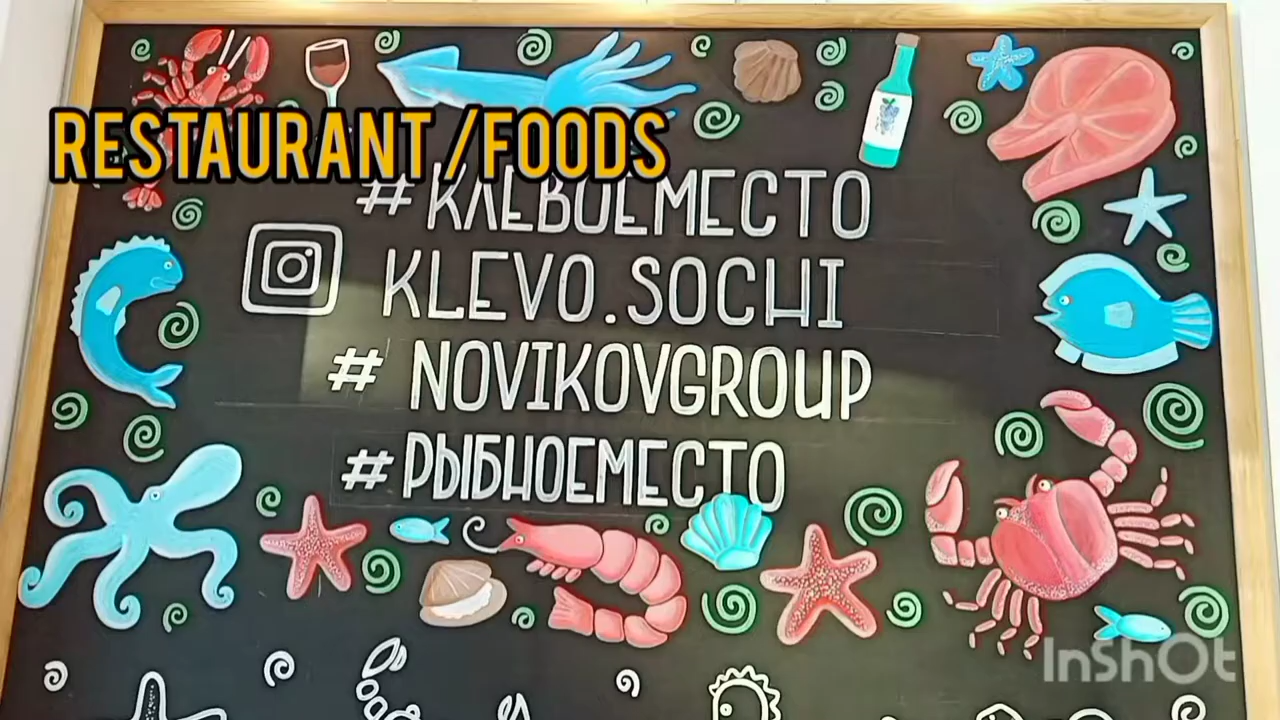 RESTAURANT /FOODS
#КЛЕВОЕМЕСТО
KLEVO.SOCHI
# NOVIKOVGROUP
#РЫБНОЕМЕСТО
InShOt